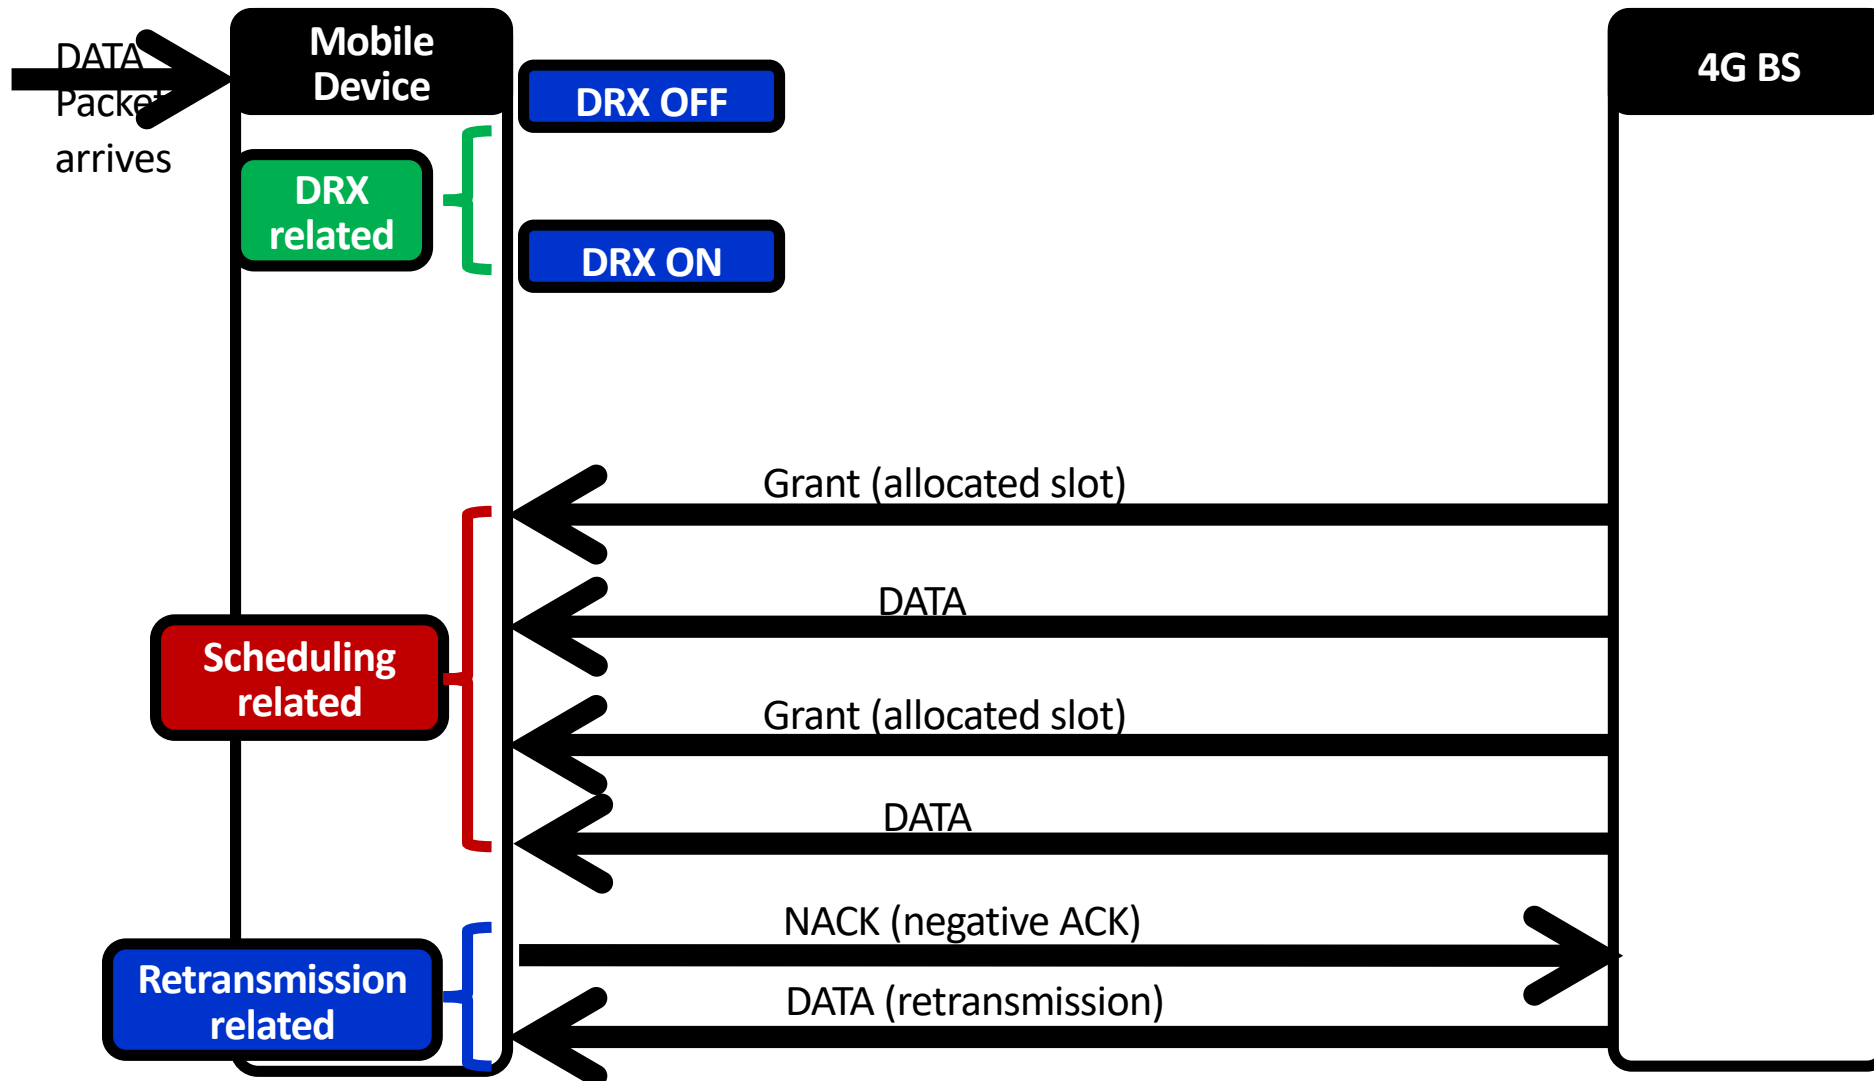 DATA
Packet
arrives
Mobile
Device
4G BS
DRX OFF
DRX
related
DRX ON
Grant (allocated slot)
DATA
Scheduling
related
Grant (allocated slot)
DATA
NACK (negative ACK)
Retransmission
related
DATA (retransmission)